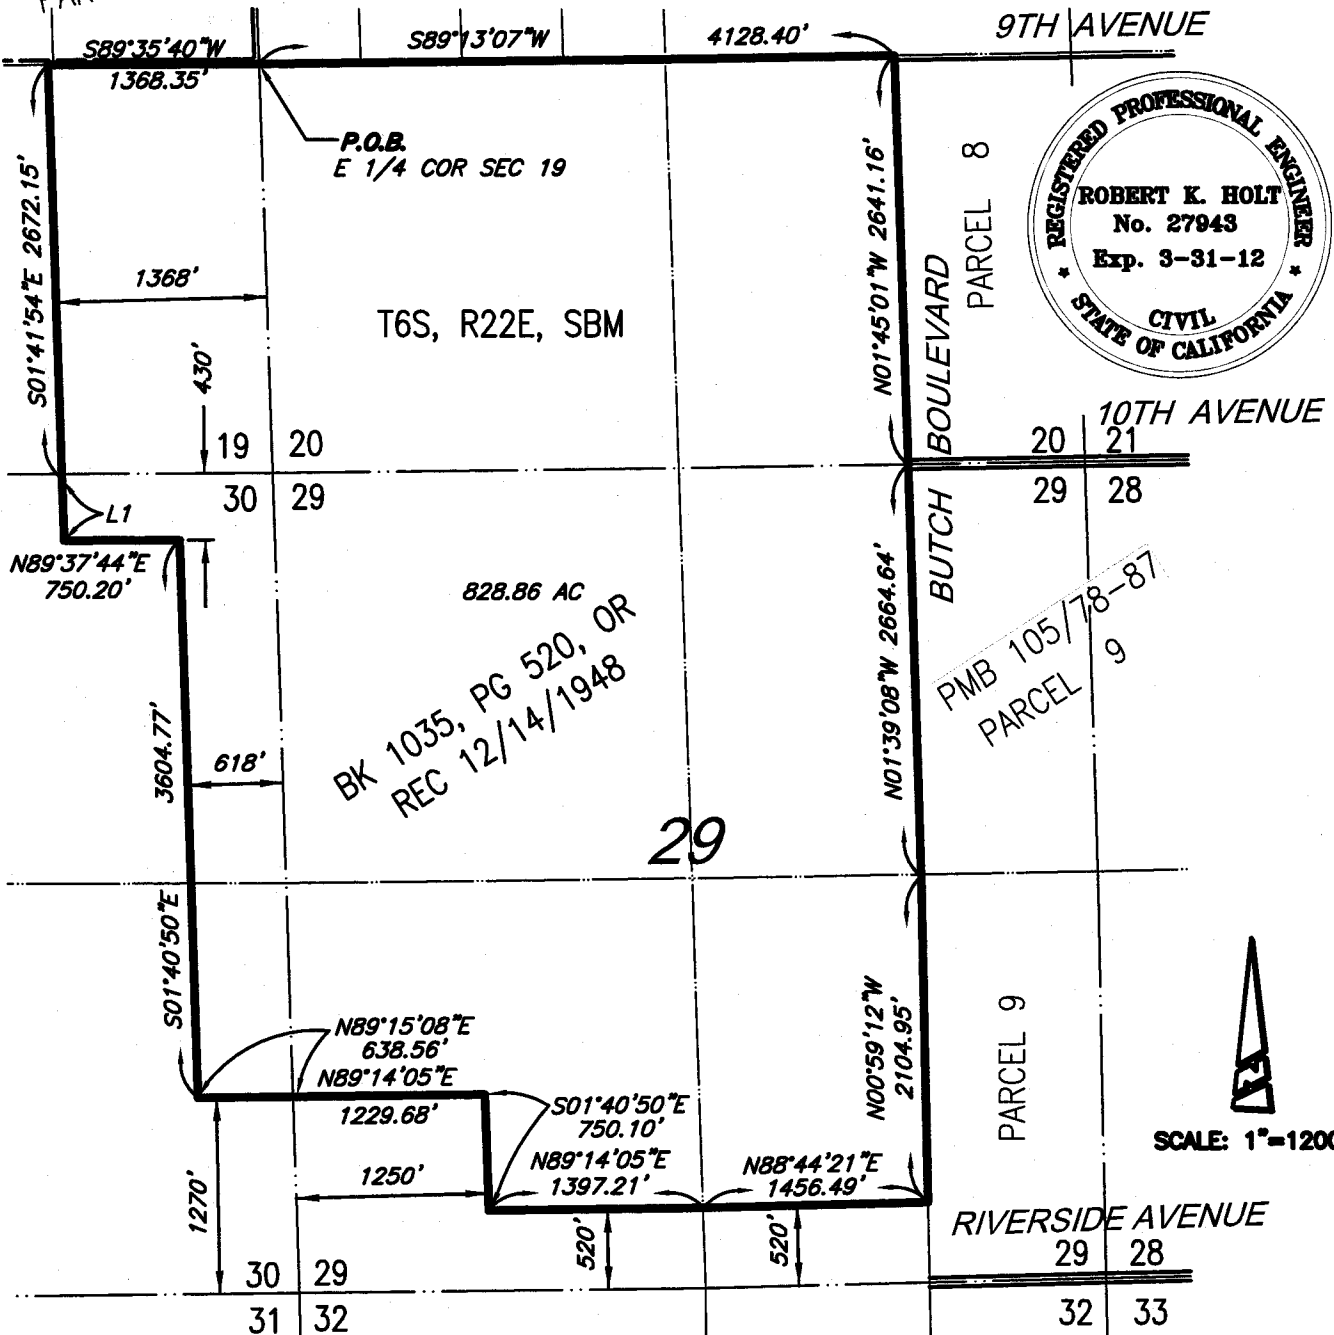 9TH AVENUE
S89°35'40"W
1368.35'
S89°13'07"W
4128.40'
P.O.B.
E 1/4 COR SEC 19
S01°41'54"E 2672.15'
N01°45'01"W 2641.16'
PARCEL 8
REGISTERED PROFESSIONAL ENGINEER
ROBERT K. HOLT
No. 27943
Exp. 3-31-12
CIVIL
STATE OF CALIFORNIA
1368'
T6S, R22E, SBM
430'
BUTCH BOULEVARD
10TH AVENUE
19 20
30 29
20 21
29 28
L1
N89°37'44"E
750.20'
828.86 AC
BK 1035, PG 520, OR
REC 12/14/1948
N01°39'08"W 2664.64'
PMB 105/78-87
PARCEL 9
3604.77'
618'
29
S01°40'50"E
N89°15'08"E
638.56'
N89°14'05"E
1229.68'
S01°40'50"E
750.10'
N00°59'12"W
2104.95'
PARCEL 9
SCALE: 1"=1200
N89°14'05"E
1397.21'
N88°44'21"E
1456.49'
1250'
1270'
520'
520'
RIVERSIDE AVENUE
30 29
31 32
29 28
32 33